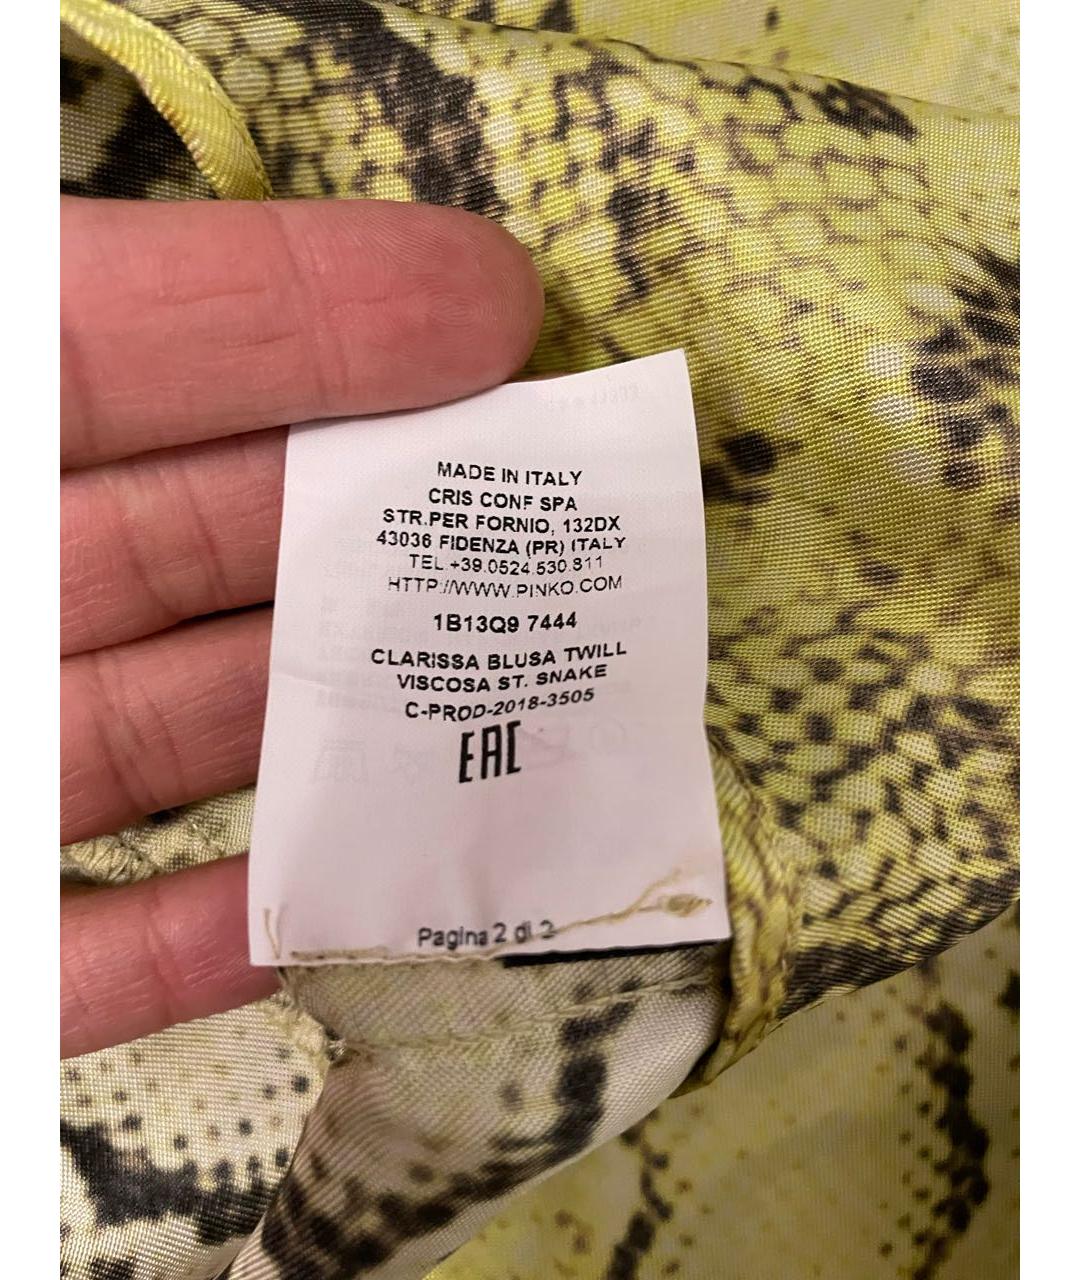 MADE IN ITALY
CRIS CONF SPA
STR.PER FORNIO, 132DX
43036 FIDENZA (PR) ITALY
TEL +39.0524.530.811
HTTP://WWW.PINKO.COM
1B13Q9 7444
CLARISSA BLUSA TWILL
VISCOSA ST. SNAKE
C-PROD-2018-3505
EAC
Pagina 2 di 2